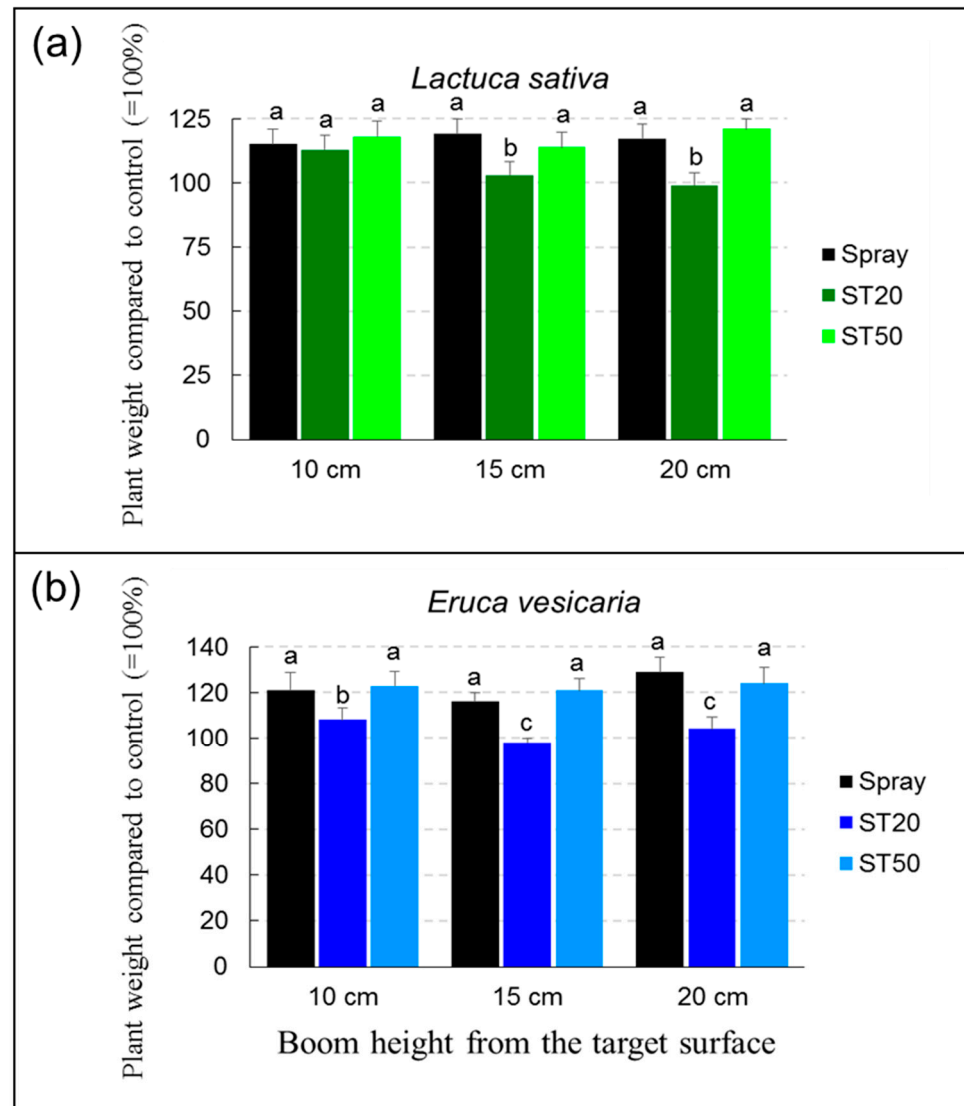 (a)
Plant weight compared to control (=100%)
Lactuca sativa
125
100
75
50
25
0
a
a
a
a
b
a
a
b
a
10 cm
15 cm
20 cm
Spray
ST20
ST50
(b)
Plant weight compared to control (=100%)
Eruca vesicaria
140
120
100
80
60
40
20
0
a
b
a
a
c
a
a
c
a
10 cm
15 cm
20 cm
Spray
ST20
ST50
Boom height from the target surface